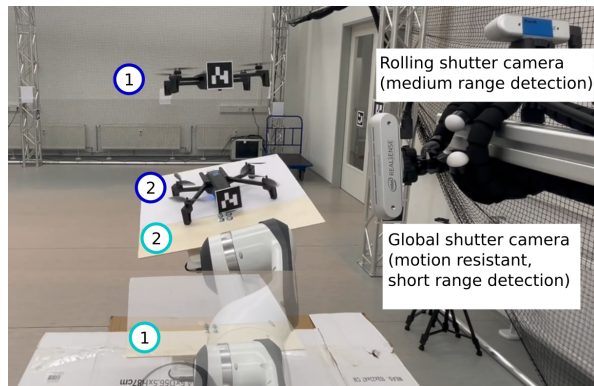 Rolling shutter camera
(medium range detection)
1
REALSENSE
2
2
Global shutter camera
(motion resistant,
short range detection)
1